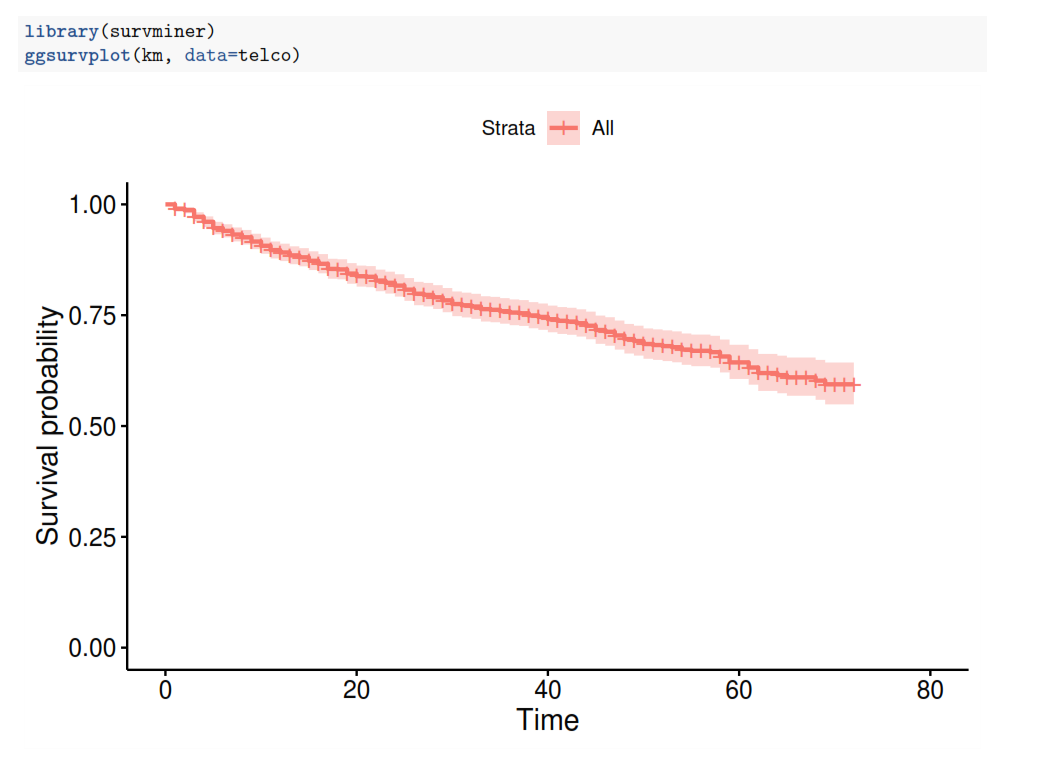 library(survminer)
ggsurvplot(km, data=telco)
Strata All
1.00
0.75
0.50
0.25
0.00
Survival probability
0 20 40 60 80
Time